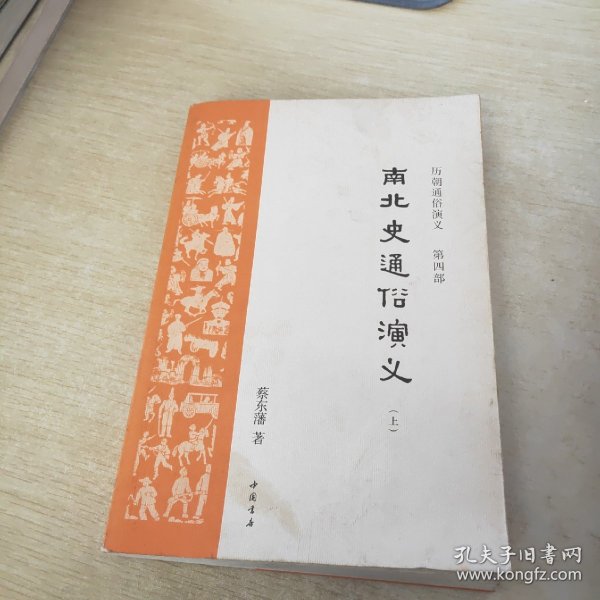 历朝通俗演义 第四部
南北史通俗演义
(上)
蔡东藩 著
中国书店
孔夫子旧书网
www.kongfz.com